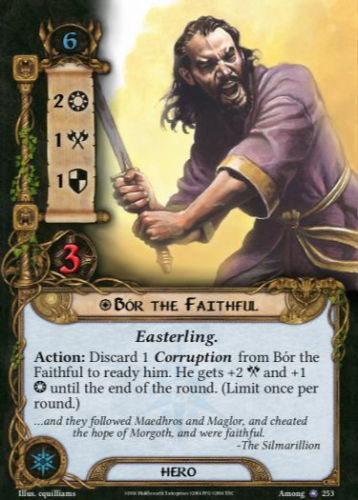 6
2
1
1
3
BÓR THE FAITHFUL
Easterling.
Action: Discard 1 Corruption from Bór the
Faithful to ready him. He gets +2 and +1
until the end of the round. (Limit once per
round.)
...and they followed Maedhros and Maglor, and cheated
the hope of Morgoth, and were faithful.
-The Silmarillion
HERO
Illus. equilliams
Among
253